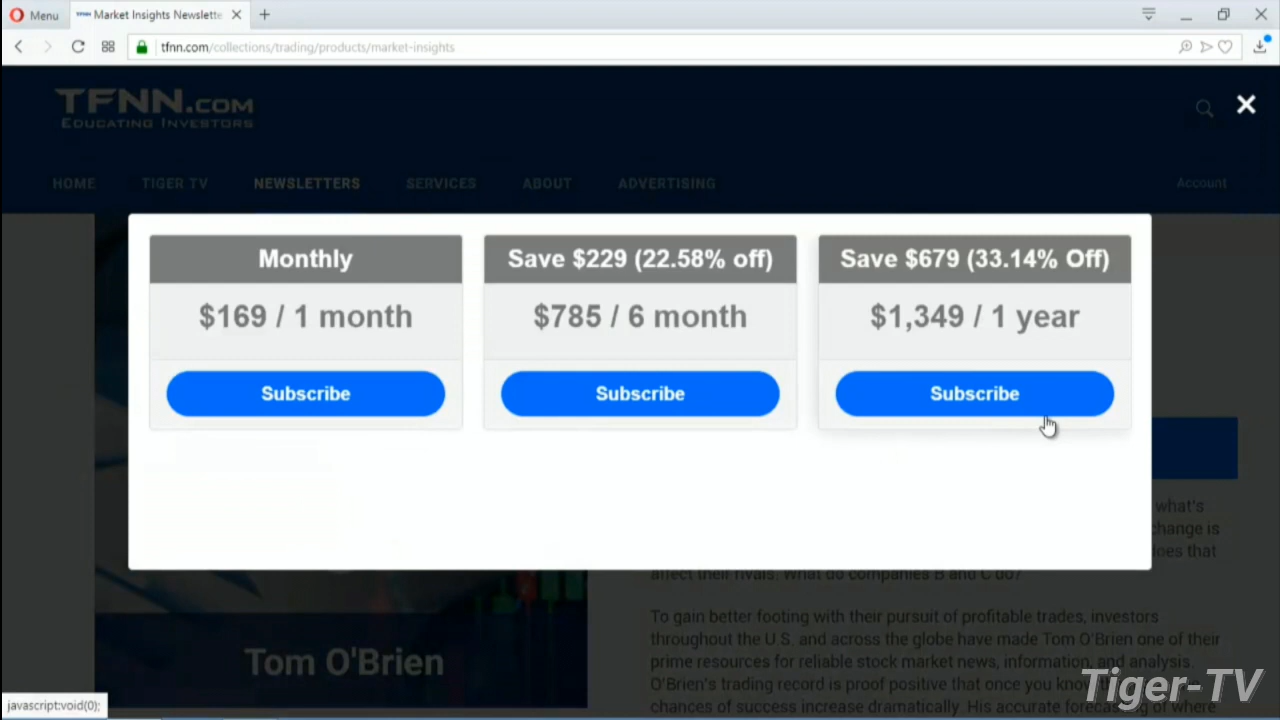 Menu
Market Insights Newslette
tfnn.com/collections/trading/products/market-insights
TFNN.COM
EDUCATING INVESTORS
HOME TIGER TV NEWSLETTERS SERVICES ABOUT ADVERTISING Account
Monthly
$169 / 1 month
Subscribe
Save $229 (22.58% off)
$785 / 6 month
Subscribe
Save $679 (33.14% Off)
$1,349 / 1 year
Subscribe
what's
change is
does that
affect their rivals. What do companies B and C do?
To gain better footing with their pursuit of profitable trades, investors
throughout the U.S. and across the globe have made Tom O'Brien one of their
prime resources for reliable stock market news, information, and analysis.
O'Brien's trading record is proof positive that once you know
chances of success increase dramatically. His accurate forecasting of where
Tom O'Brien
Tiger-TV
javascript:void(0);